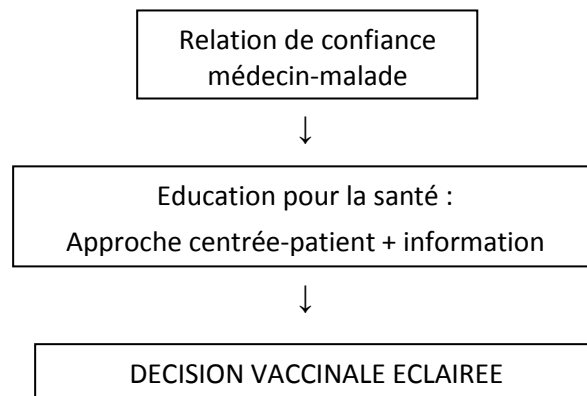 Relation de confiance
médecin-malade
↓
Education pour la santé :
Approche centrée-patient + information
↓
DECISION VACCINALE ECLAIREE